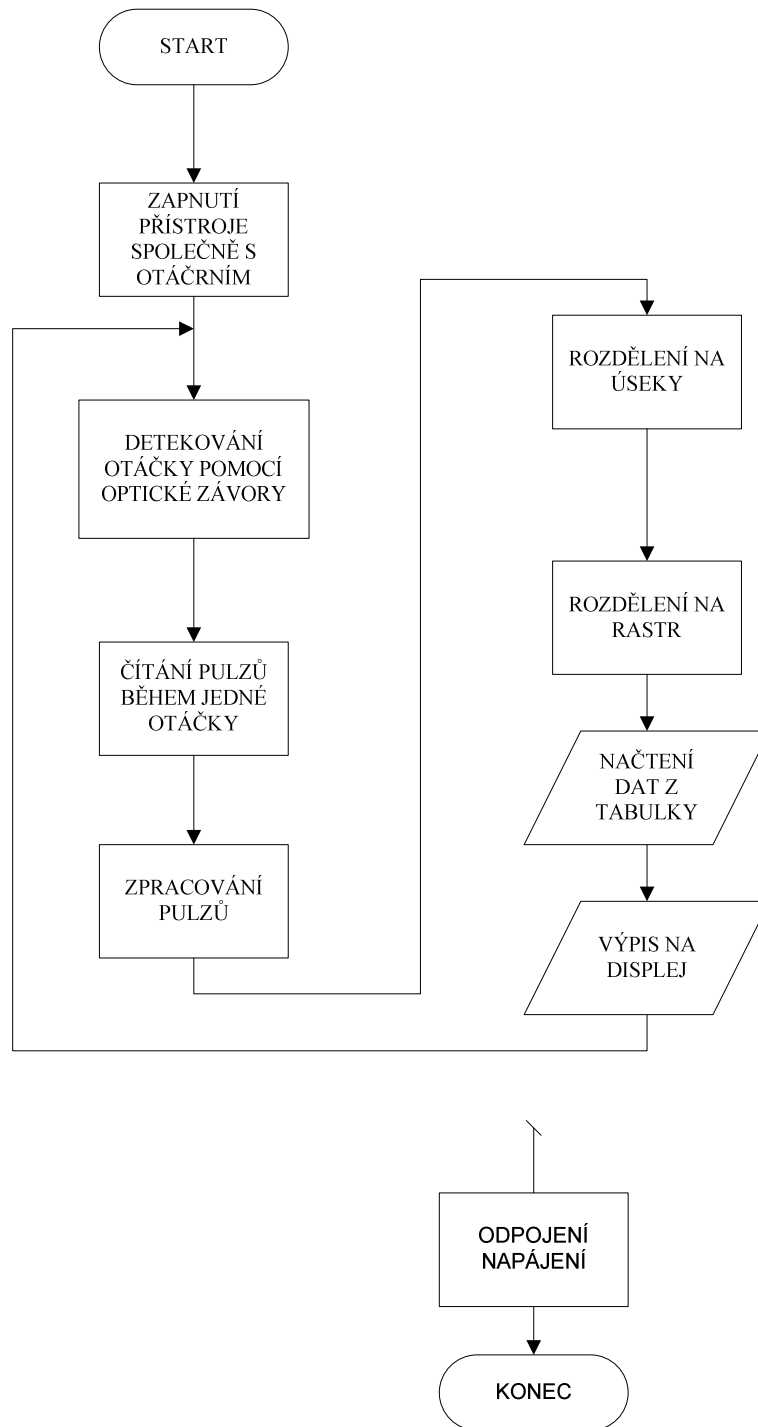 START
ZAPNUTÍ
PŘÍSTROJE
SPOLEČNĚ S
OTÁČRNÍM
DETEKOVÁNÍ
OTÁČKY POMOCÍ
OPTICKÉ ZÁVORY
ČÍTÁNÍ PULZŮ
BĚHEM JEDNÉ
OTÁČKY
ZPRACOVÁNÍ
PULZŮ
ROZDĚLENÍ NA
ÚSEKY
ROZDĚLENÍ NA
RASTR
NAČTENÍ
DAT Z
TABULKY
VÝPIS NA
DISPLEJ
ODPOJENÍ
NAPÁJENÍ
KONEC